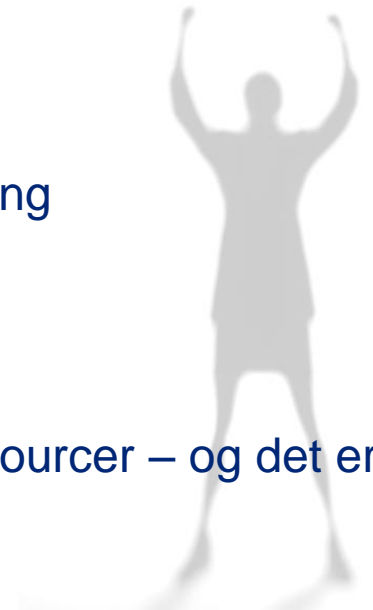 ng
ourcer – og det er